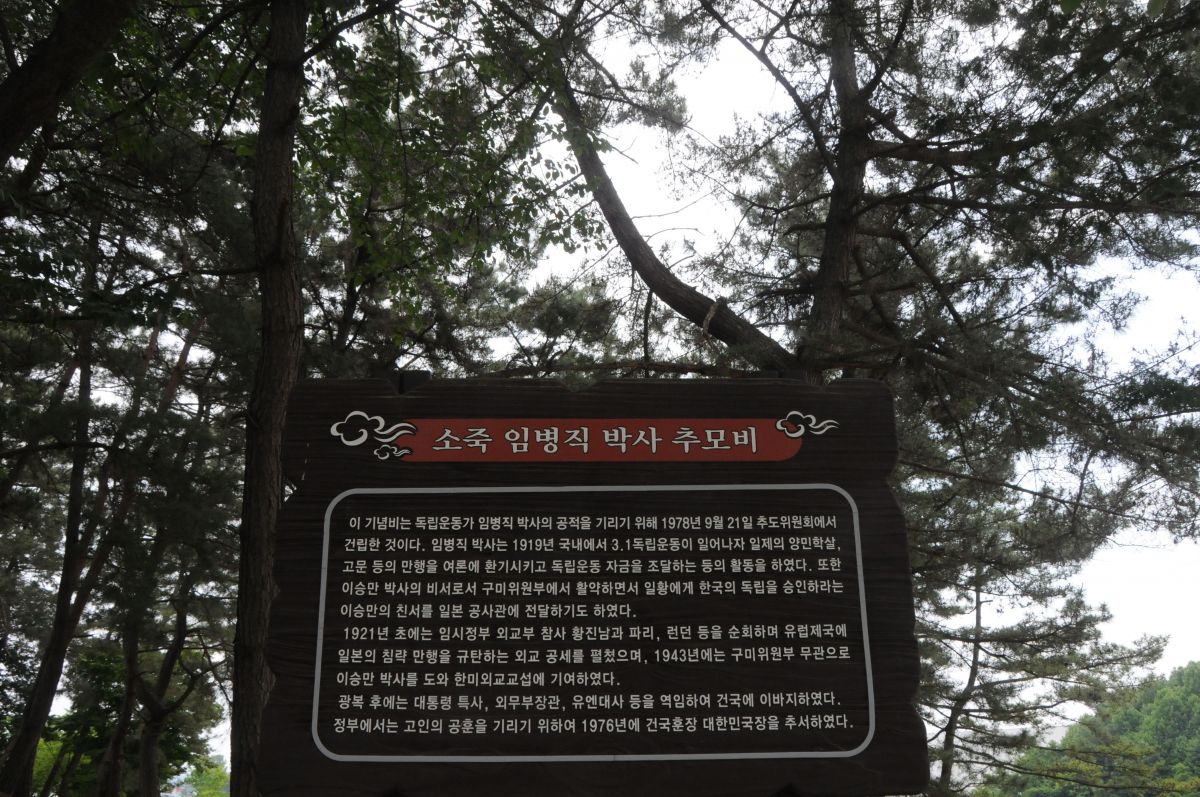 소죽 임병직 박사 추모비
이 기념비는 독립운동가 임병직 박사의 공적을 기리기 위해 1978년 9월 21일 추도위원회에서
건립한 것이다. 임병직 박사는 1919년 국내에서 3.1독립운동이 일어나자 일제의 양민학살,
고문 등의 만행을 여론에 환기시키고 독립운동 자금을 조달하는 등의 활동을 하였다. 또한
이승만 박사의 비서로서 구미위원부에서 활약하면서 일황에게 한국의 독립을 승인하라는
이승만의 친서를 일본 공사관에 전달하기도 하였다.
1921년 초에는 임시정부 외교부 참사 황진남과 파리, 런던 등을 순회하며 유럽제국에
일본의 침략 만행을 규탄하는 외교 공세를 펼쳤으며, 1943년에는 구미위원부 무관으로
이승만 박사를 도와 한미외교교섭에 기여하였다.
광복 후에는 대통령 특사, 외무부장관, 유엔대사 등을 역임하여 건국에 이바지하였다.
정부에서는 고인의 공훈을 기리기 위하여 1976년에 건국훈장 대한민국장을 추서하였다.